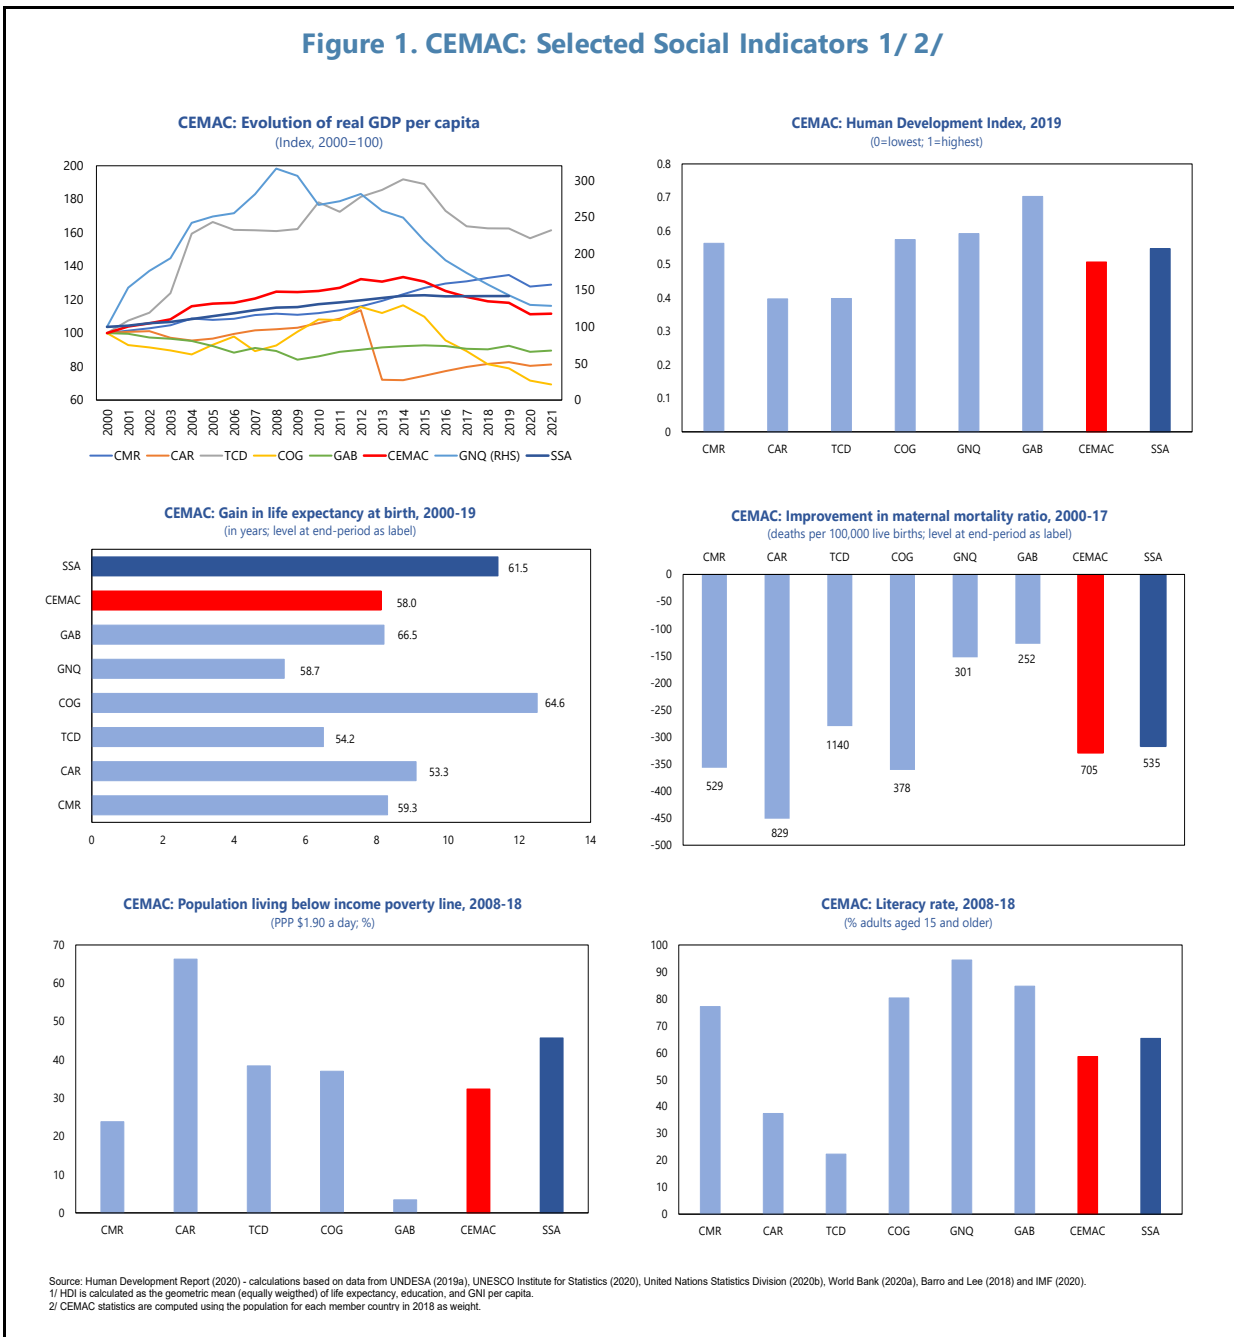 Figure 1. CEMAC: Selected Social Indicators 1/ 2/
CEMAC: Evolution of real GDP per capita
(Index, 2000=100)
200
180
160
140
120
100
80
60
300
250
200
150
100
50
0
2000
2001
2002
2003
2004
2005
2006
2007
2008
2009
2010
2011
2012
2013
2014
2015
2016
2017
2018
2019
2020
2021
CMR CAR TCD COG GAB CEMAC GNQ (RHS) SSA
CEMAC: Human Development Index, 2019
(0=lowest; 1=highest)
0.8
0.7
0.6
0.5
0.4
0.3
0.2
0.1
0
CMR CAR TCD COG GNQ GAB CEMAC SSA
CEMAC: Gain in life expectancy at birth, 2000-19
(in years; level at end-period as label)
SSA 61.5
CEMAC 58.0
GAB 66.5
GNQ 58.7
COG 64.6
TCD 54.2
CAR 53.3
CMR 59.3
0 2 4 6 8 10 12 14
CEMAC: Improvement in maternal mortality ratio, 2000-17
(deaths per 100,000 live births; level at end-period as label)
CMR CAR TCD COG GNQ GAB CEMAC SSA
0
-50
-100
-150
-200
-250
-300
-350
-400
-450
-500
529
829
1140
378
301
252
705
535
CEMAC: Population living below income poverty line, 2008-18
(PPP $1.90 a day; %)
70
60
50
40
30
20
10
0
CMR CAR TCD COG GAB CEMAC SSA
CEMAC: Literacy rate, 2008-18
(% adults aged 15 and older)
100
90
80
70
60
50
40
30
20
10
0
CMR CAR TCD COG GNQ GAB CEMAC SSA
Source: Human Development Report (2020) - calculations based on data from UNDESA (2019a), UNESCO Institute for Statistics (2020), United Nations Statistics Division (2020b), World Bank (2020a), Barro and Lee (2018) and IMF (2020).
1/ HDI is calculated as the geometric mean (equally weigthed) of life expectancy, education, and GNI per capita.
2/ CEMAC statistics are computed using the population for each member country in 2018 as weight.